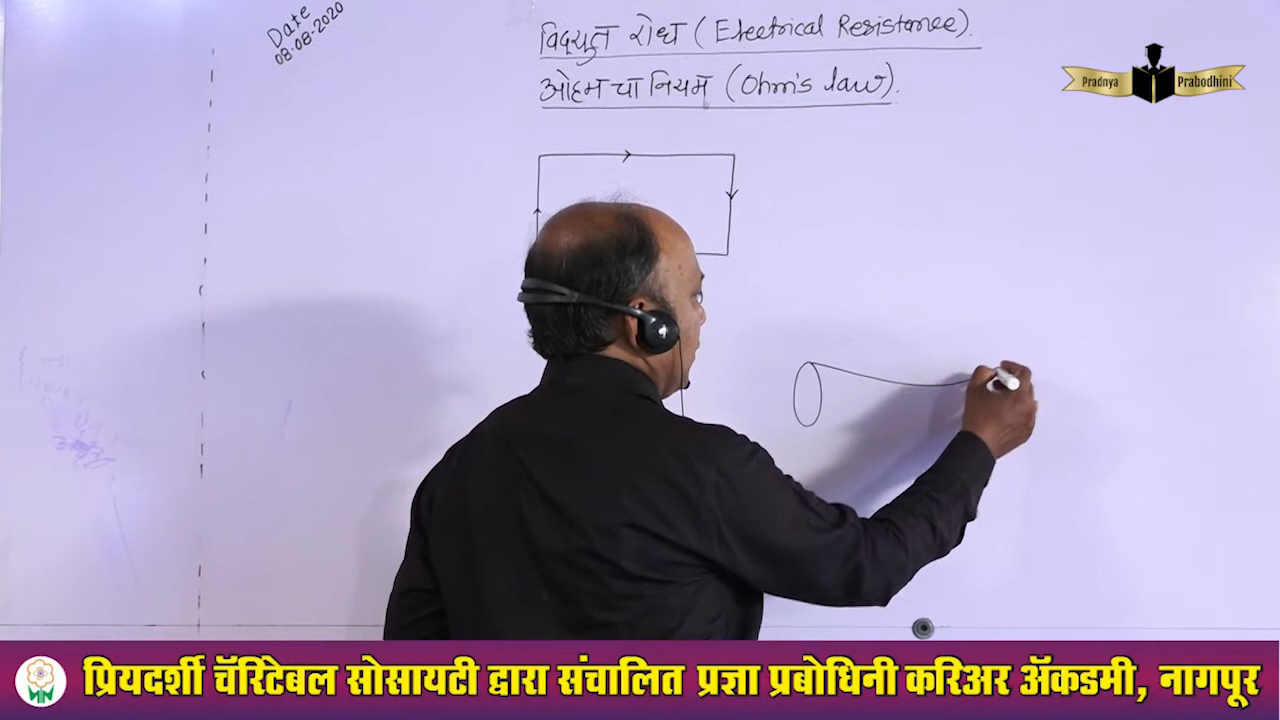 Date
08-08-2020
विद्युत रोध (Electrical Resistance).
ओहम चा नियम (Ohm's law).
Pradnya Prabodhini
प्रियदर्शी चॅरिटेबल सोसायटी द्वारा संचालित प्रज्ञा प्रबोधिनी करिअर ॲकडमी, नागपूर